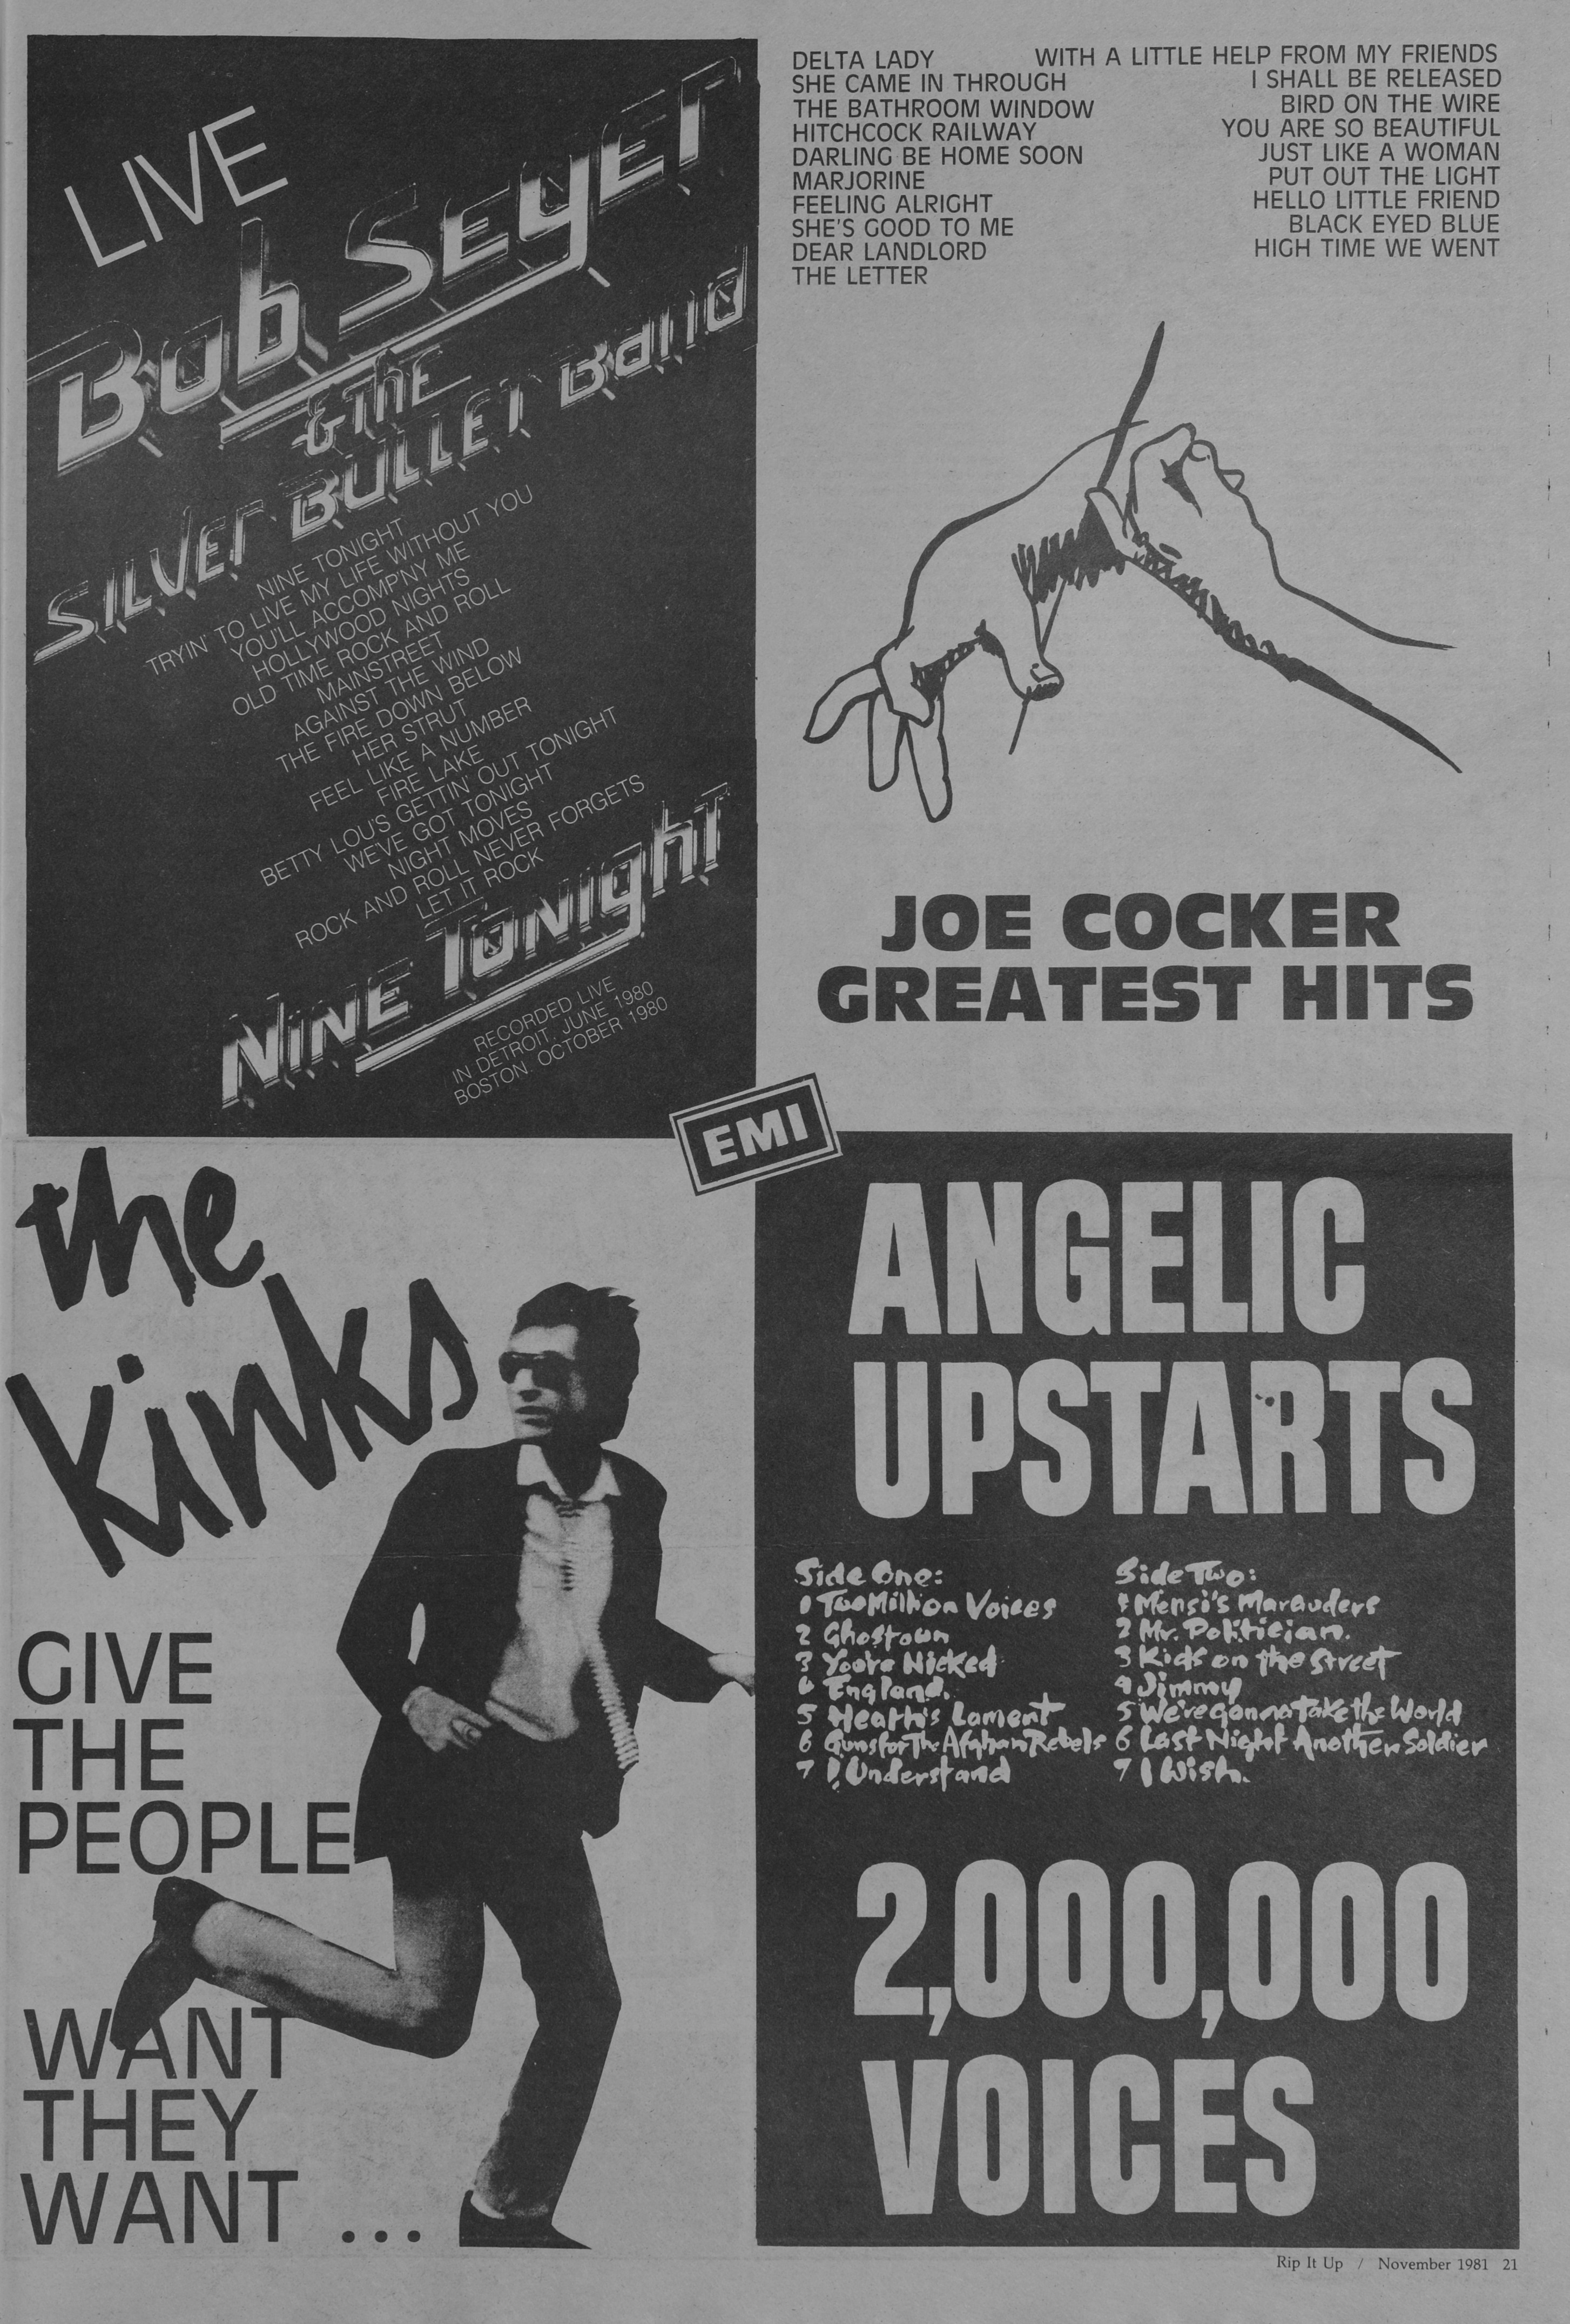 LIVE
Bob Seger
& The
Silver Bullet Band
NINE TONIGHT
TRYIN' TO LIVE MY LIFE WITHOUT YOU
YOU'LL ACCOMP'NY ME
HOLLYWOOD NIGHTS
OLD TIME ROCK AND ROLL
MAINSTREET
AGAINST THE WIND
THE FIRE DOWN BELOW
HER STRUT
FEEL LIKE A NUMBER
FIRE LAKE
BETTY LOU'S GETTIN' OUT TONIGHT
WE'VE GOT TONIGHT
NIGHT MOVES
ROCK AND ROLL NEVER FORGETS
LET IT ROCK
Nine Tonight
RECORDED LIVE
IN DETROIT. JUNE 1980
BOSTON. OCTOBER 1980
DELTA LADY
SHE CAME IN THROUGH
THE BATHROOM WINDOW
HITCHCOCK RAILWAY
DARLING BE HOME SOON
MARJORINE
FEELING ALRIGHT
SHE'S GOOD TO ME
DEAR LANDLORD
THE LETTER
WITH A LITTLE HELP FROM MY FRIENDS
I SHALL BE RELEASED
BIRD ON THE WIRE
YOU ARE SO BEAUTIFUL
JUST LIKE A WOMAN
PUT OUT THE LIGHT
HELLO LITTLE FRIEND
BLACK EYED BLUE
HIGH TIME WE WENT
JOE COCKER
GREATEST HITS
EMI
the
kinks
GIVE
THE
PEOPLE
WANT
THEY
WANT ...
ANGELIC
UPSTARTS
Side One:
1 Two Million Voices
2 Ghostown
3 You're Nicked
4 England.
5 Heath's Lament
6 Guns for The Afghan Rebels
7 I Understand
Side Two:
1 Mensi's Marauders
2 Mr. Politician.
3 Kids on the Street
4 Jimmy
5 We're gonna Take the World
6 Last Night Another Soldier
7 I Wish.
2,000,000
VOICES
Rip It Up / November 1981 21